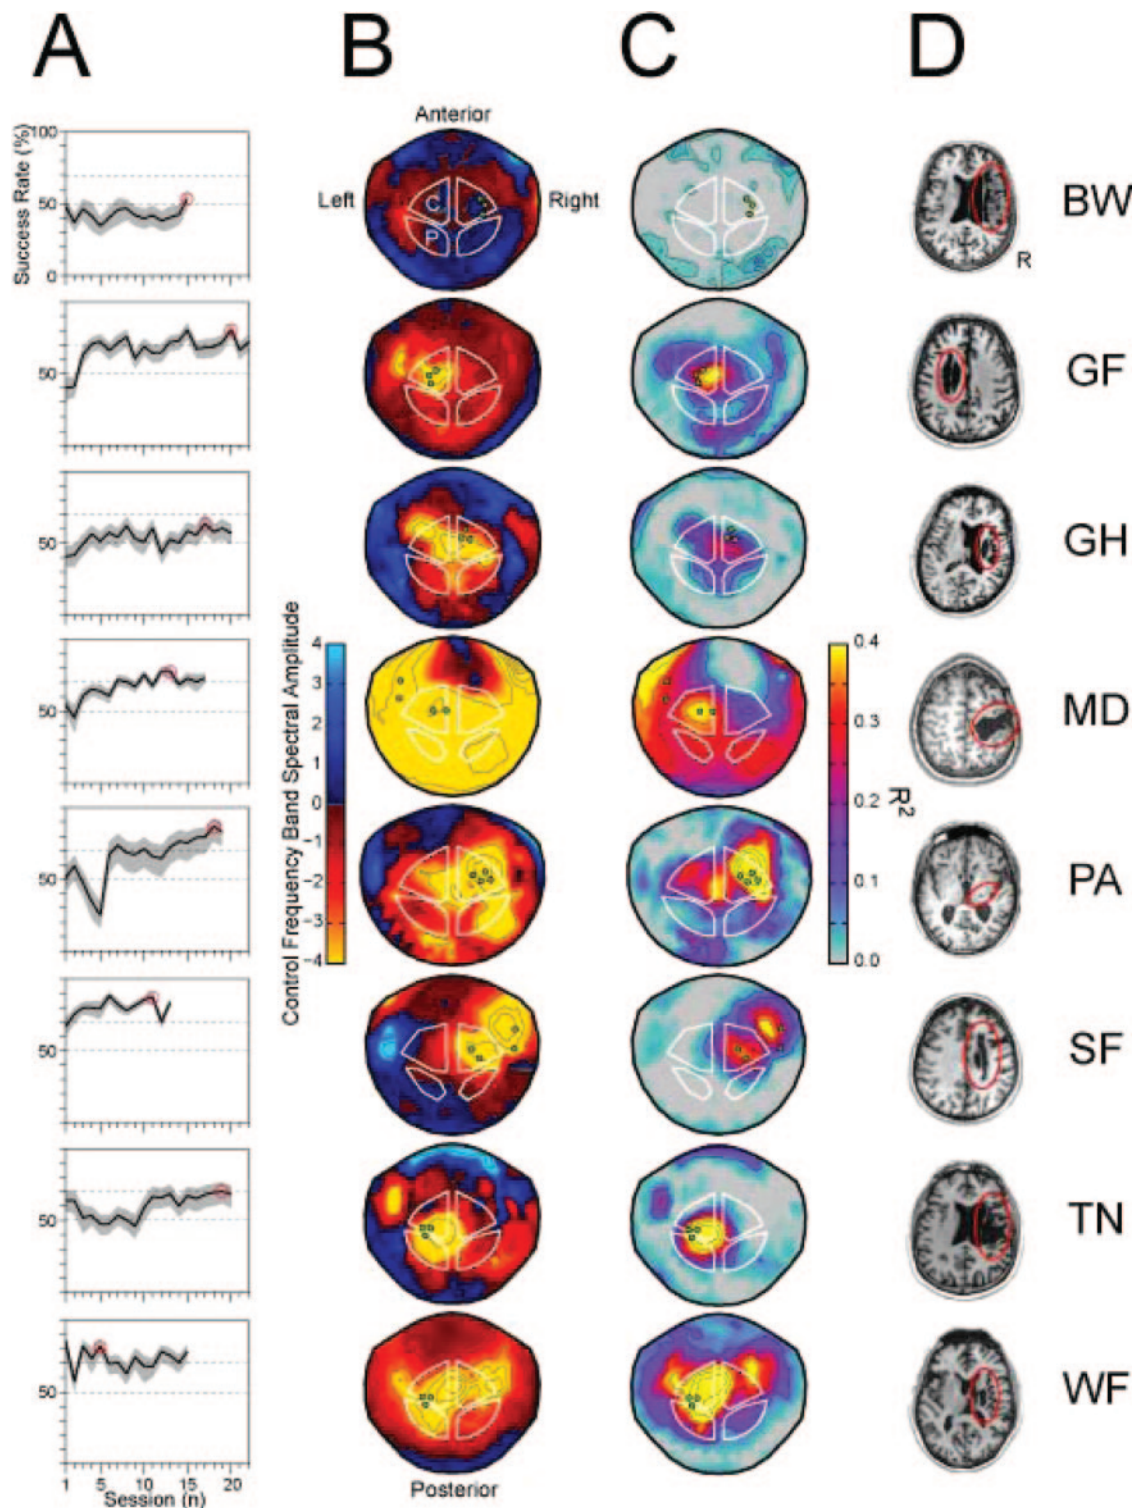 A B C D
Anterior
Success Rate (%)
100
50
0
Left
Right
C
P
R
BW
50
GF
50
GH
Control Frequency Band Spectral Amplitude
4
3
2
1
0
−1
−2
−3
−4
0.4
0.3
0.2
0.1
0.0
R²
50
MD
50
PA
50
SF
50
TN
50
WF
1 5 10 15 20
Session (n)
Posterior